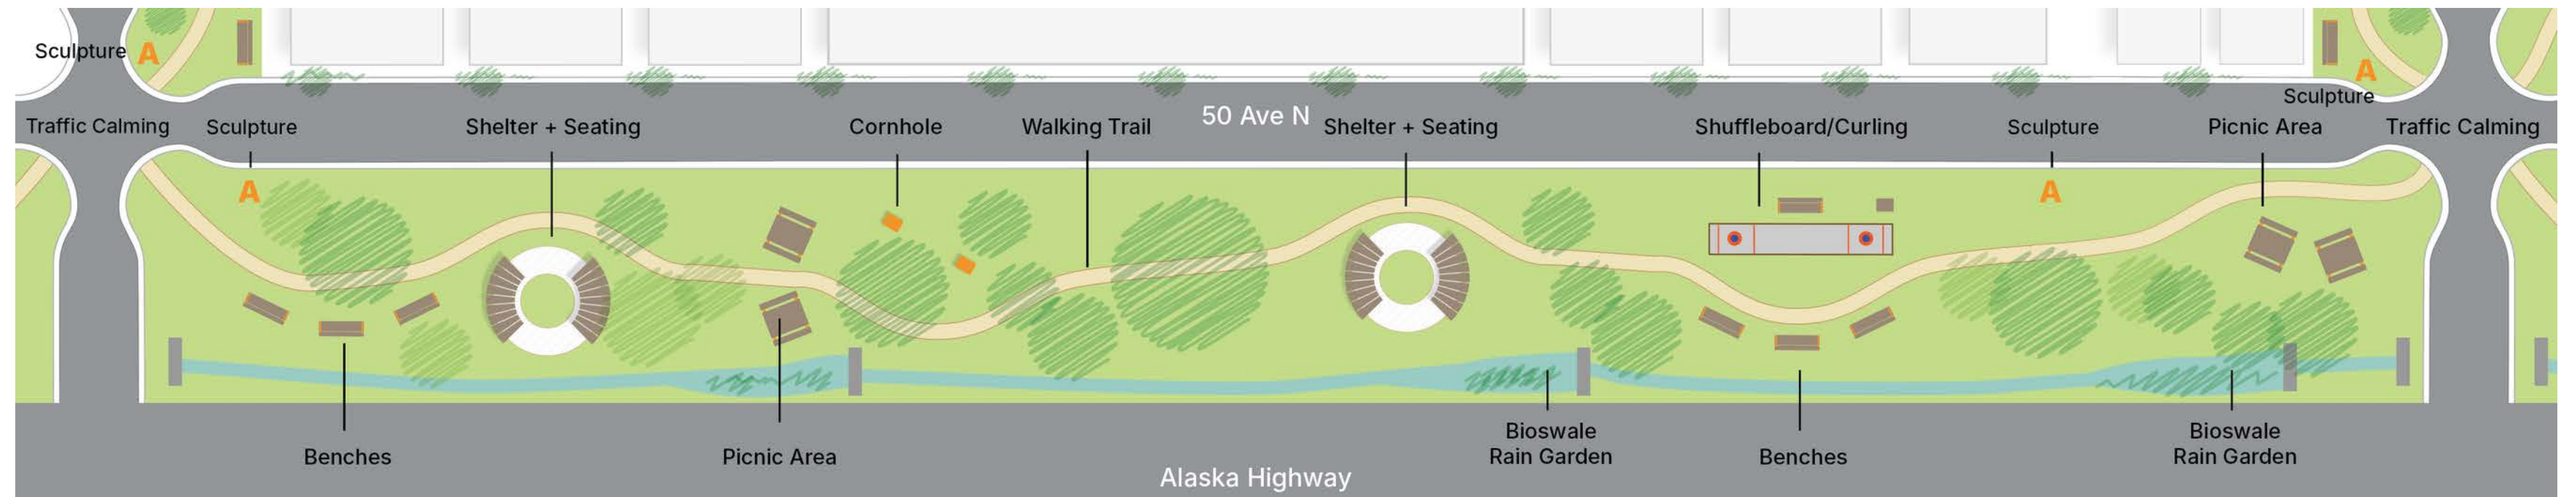 Sculpture A
A
Sculpture
50 Ave N
Traffic Calming Sculpture Shelter + Seating Cornhole Walking Trail Shelter + Seating Shuffleboard/Curling Sculpture Picnic Area Traffic Calming
A
A
Benches
Picnic Area
Bioswale
Rain Garden
Benches
Bioswale
Rain Garden
Alaska Highway